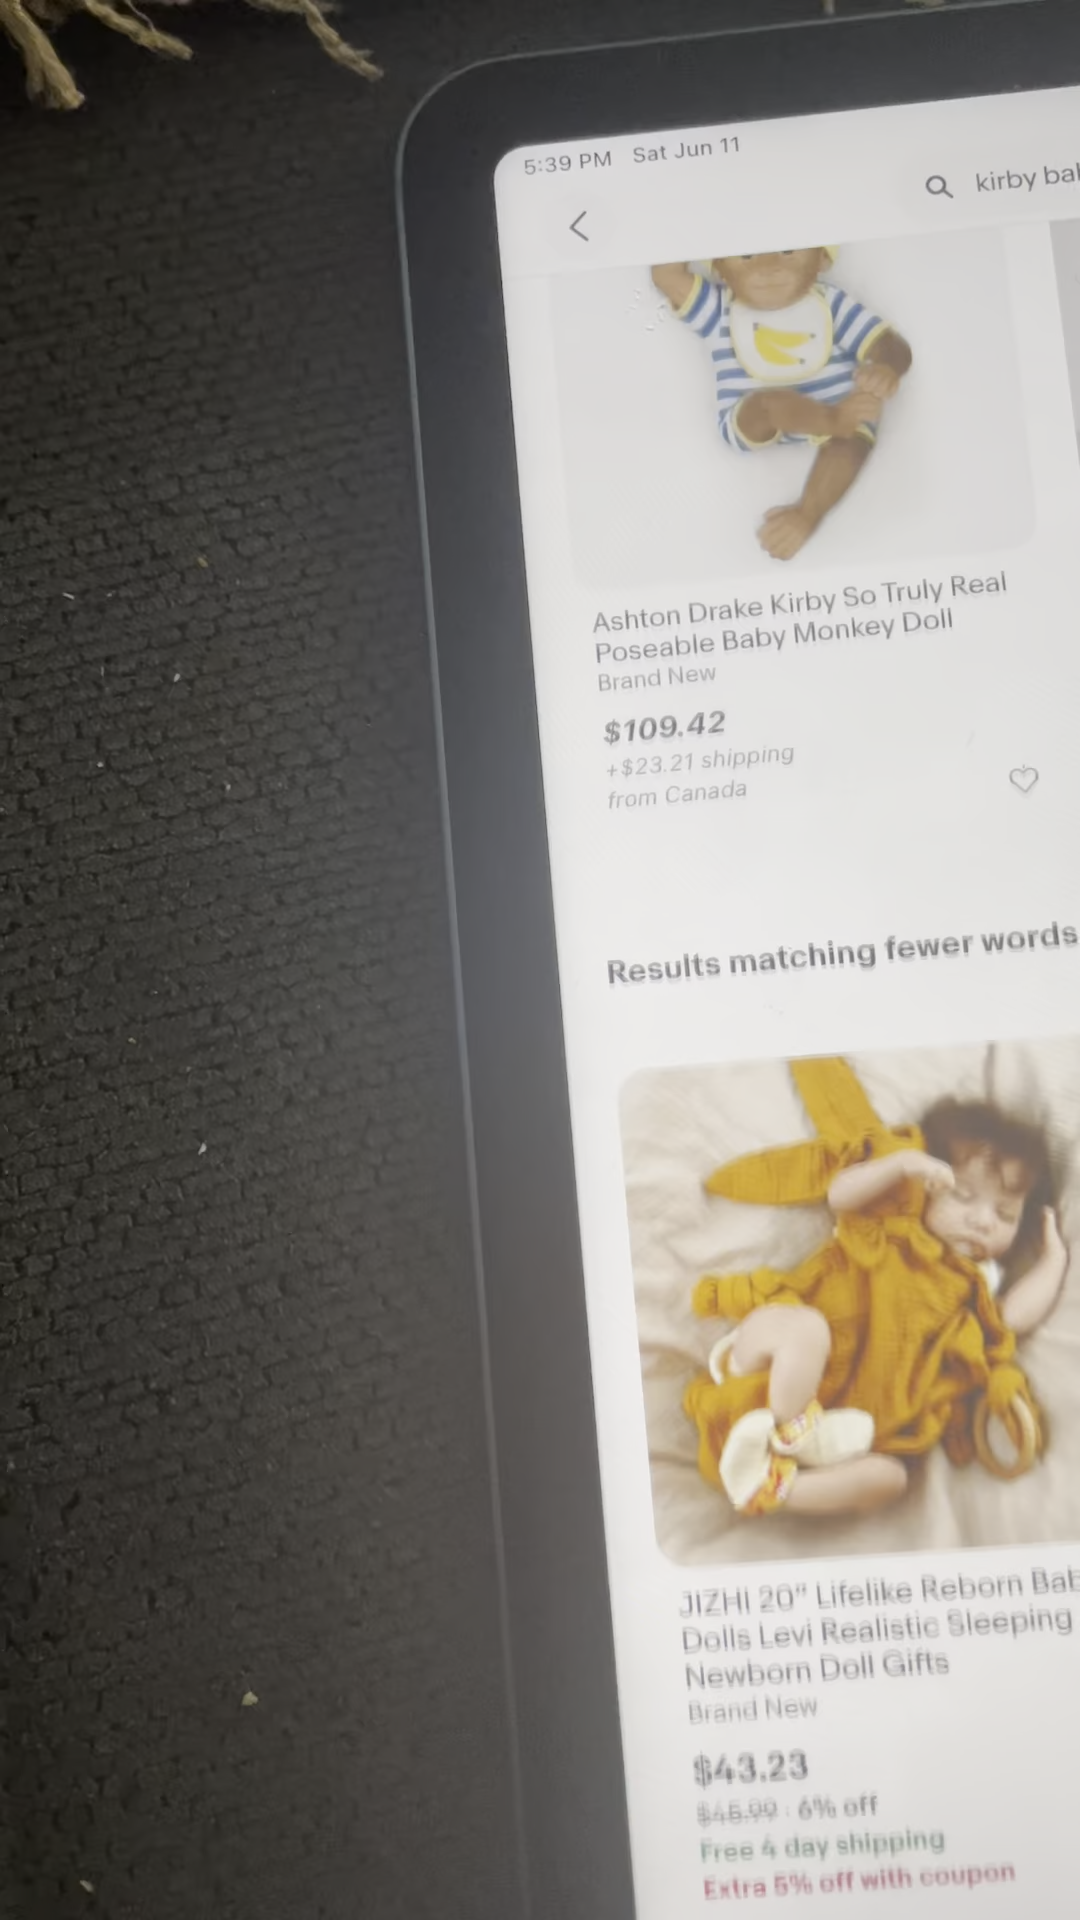 5:39 PM Sat Jun 11
kirby
Ashton Drake Kirby So Truly Real
Poseable Baby Monkey Doll
Brand New
$109.42
+$23.21 shipping
from Canada
Results matching fewer words
JIZHI 20" Lifelike Reborn
Dolls Levi Realistic Sleeping
Newborn Doll Gifts
Brand New
$43.23
6% off
Free 4 day shipping
Extra 5% off with coupon